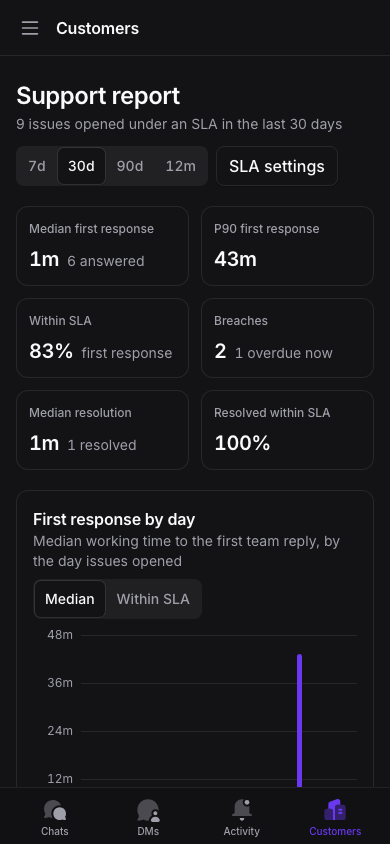 Customers
Support report
9 issues opened under an SLA in the last 30 days
7d 30d 90d 12m SLA settings
Median first response
1m 6 answered
P90 first response
43m
Within SLA
83% first response
Breaches
2 1 overdue now
Median resolution
1m 1 resolved
Resolved within SLA
100%
First response by day
Median working time to the first team reply, by
the day issues opened
Median Within SLA
48m
36m
24m
12m
Chats DMs Activity Customers